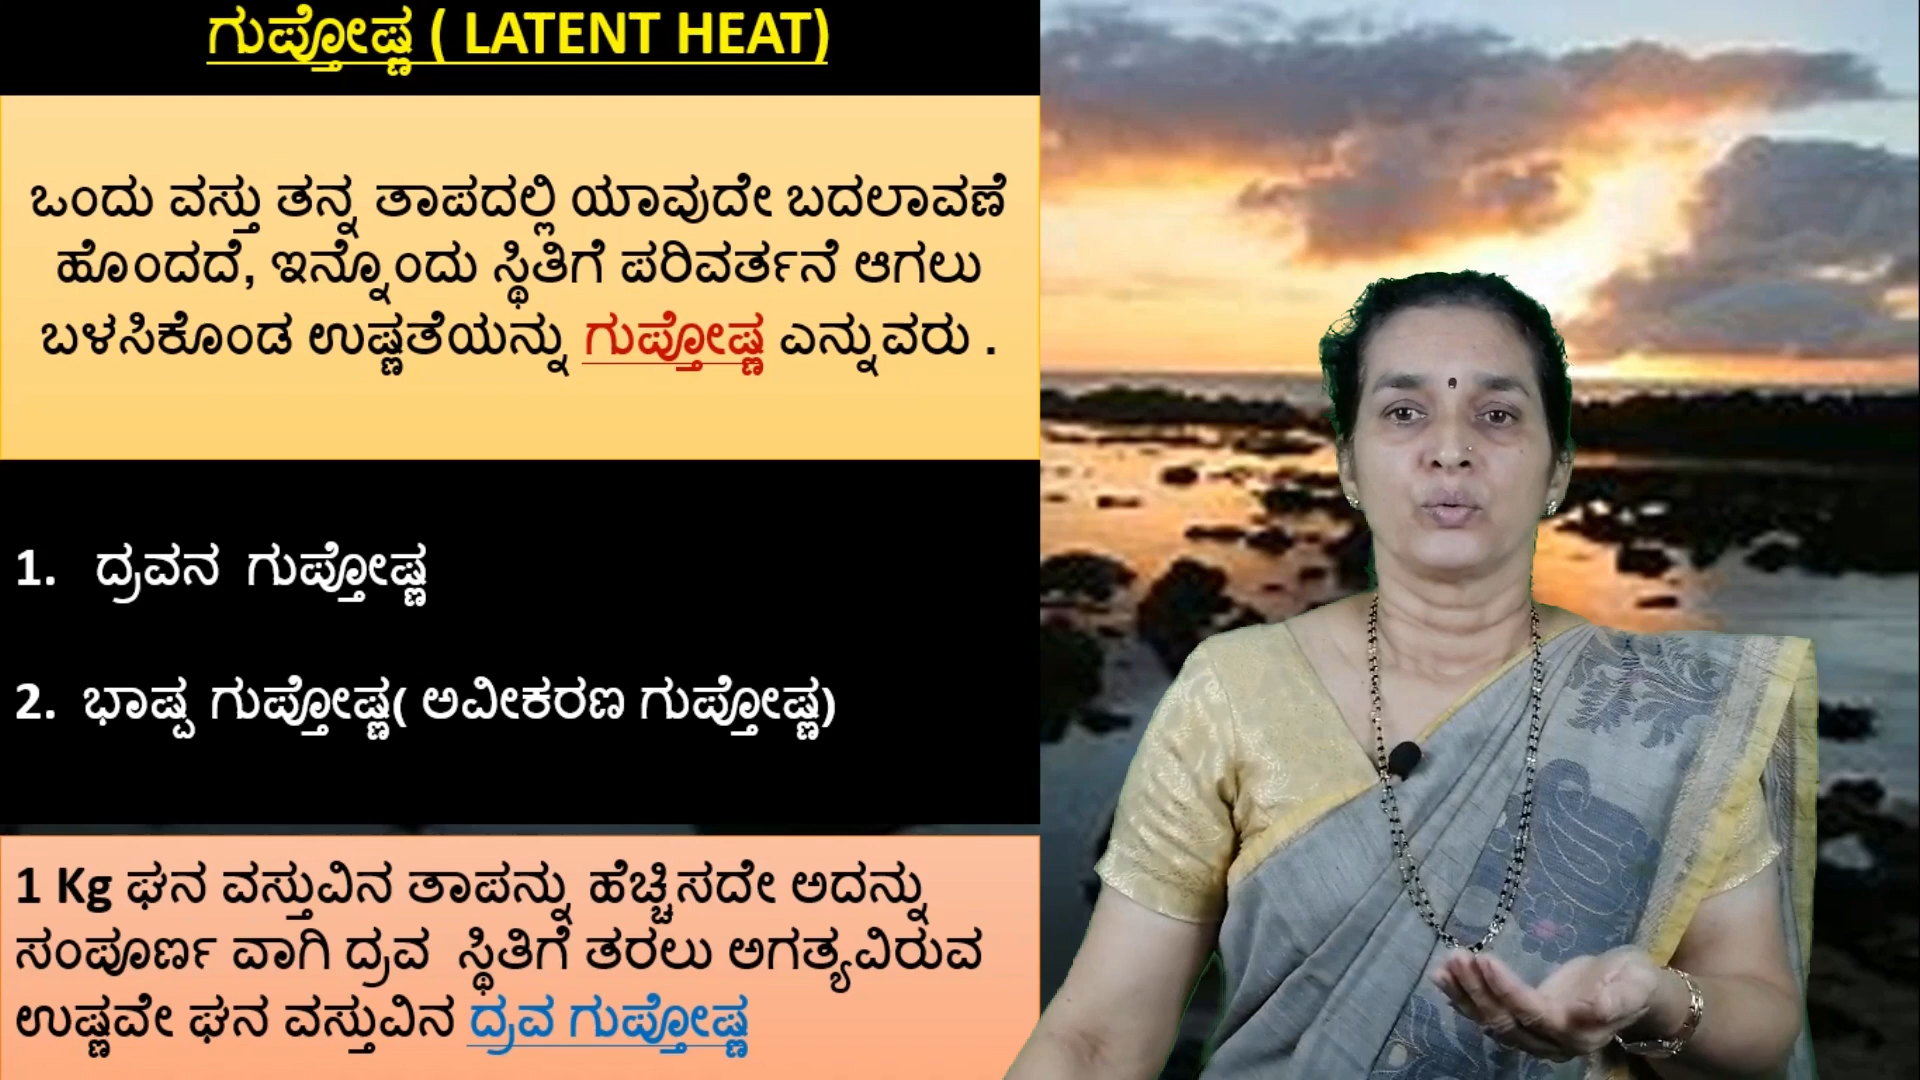 ಗುಪ್ತೋಷ್ಣ ( LATENT HEAT)
ಒಂದು ವಸ್ತು ತನ್ನ ತಾಪದಲ್ಲಿ ಯಾವುದೇ ಬದಲಾವಣೆ
ಹೊಂದದೆ, ಇನ್ನೊಂದು ಸ್ಥಿತಿಗೆ ಪರಿವರ್ತನೆ ಆಗಲು
ಬಳಸಿಕೊಂಡ ಉಷ್ಣತೆಯನ್ನು ಗುಪ್ತೋಷ್ಣ ಎನ್ನುವರು .
1. ದ್ರವನ ಗುಪ್ತೋಷ್ಣ
2. ಭಾಷ್ಪ ಗುಪ್ತೋಷ್ಣ( ಅವೀಕರಣ ಗುಪ್ತೋಷ್ಣ)
1 Kg ಘನ ವಸ್ತುವಿನ ತಾಪನ್ನು ಹೆಚ್ಚಿಸದೇ ಅದನ್ನು
ಸಂಪೂರ್ಣ ವಾಗಿ ದ್ರವ ಸ್ಥಿತಿಗೆ ತರಲು ಅಗತ್ಯವಿರುವ
ಉಷ್ಣವೇ ಘನ ವಸ್ತುವಿನ ದ್ರವ ಗುಪ್ತೋಷ್ಣ